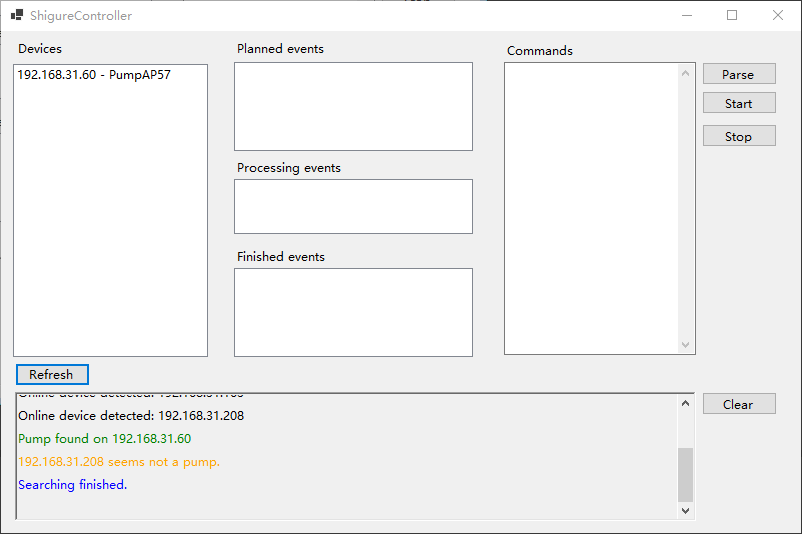 ShigureController
Devices
Planned events
Commands
192.168.31.60 - PumpAP57
Parse
Start
Stop
Processing events
Finished events
Refresh
Online device detected: 192.168.31.208
Pump found on 192.168.31.60
192.168.31.208 seems not a pump.
Searching finished.
Clear